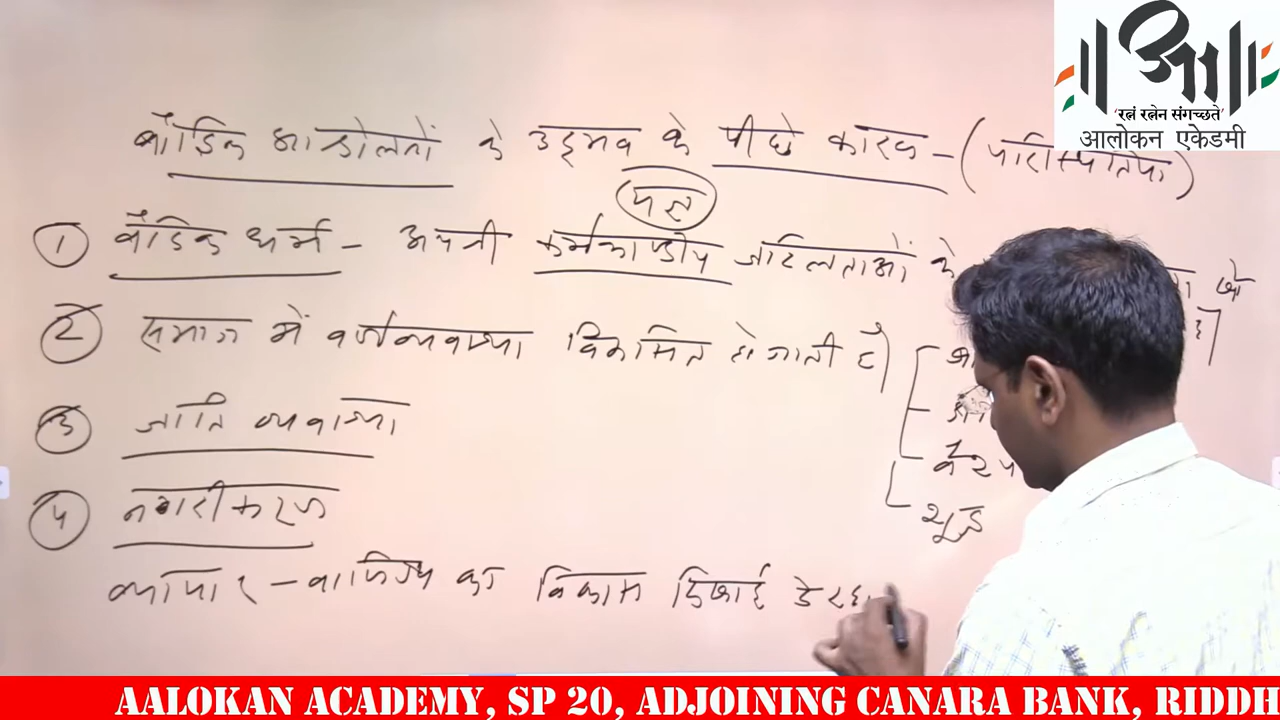 'रत्नं रत्नेन संगच्छते'
आलोकन एकेडमी
बौद्धिक आन्दोलनों के उद्भव के पीछे कारक - (परिस्थितियां)
यज्ञ
① वैदिक धर्म - अपनी कर्मकाण्डीय जटिलताओं के
② समाज में वर्णव्यवस्था विकसित हो जाती है
③ जाति व्यवस्था
वैश्य
④ नगरीकरण
शूद्र
व्यापार - वाणिज्य का विकास दिखाई दे रहा
AALOKAN ACADEMY, SP 20, ADJOINING CANARA BANK, RIDDH